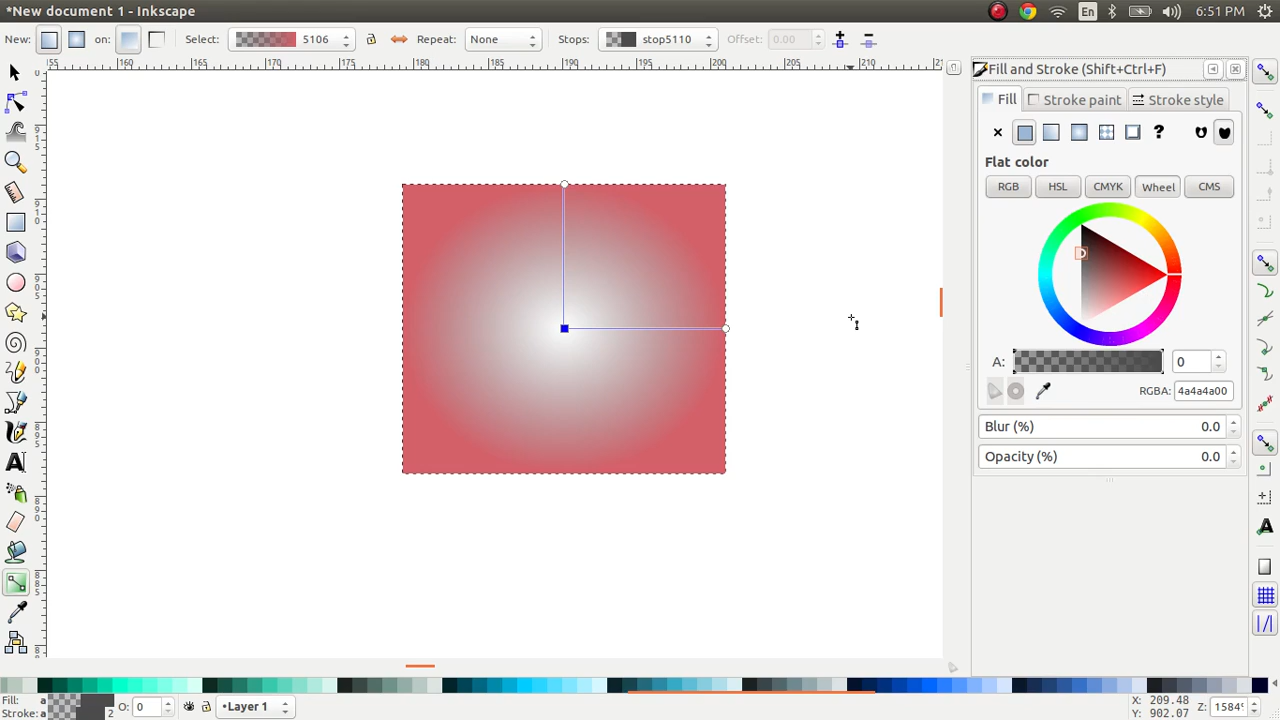 *New document 1 - Inkscape
En
6:51 PM
New:
on:
Select:
5106
Repeat:
None
Stops:
stop5110
Offset:
0.00
Fill and Stroke (Shift+Ctrl+F)
Fill
Stroke paint
Stroke style
?
Flat color
RGB
HSL
CMYK
Wheel
CMS
A:
0
RGBA:
4a4a4a00
Blur (%)
0.0
Opacity (%)
0.0
160
165
170
175
180
185
190
195
200
205
210
Fill:
Stroke:
a
a
2
O:
0
•Layer 1
X: 209.48
Y: 902.07
Z: